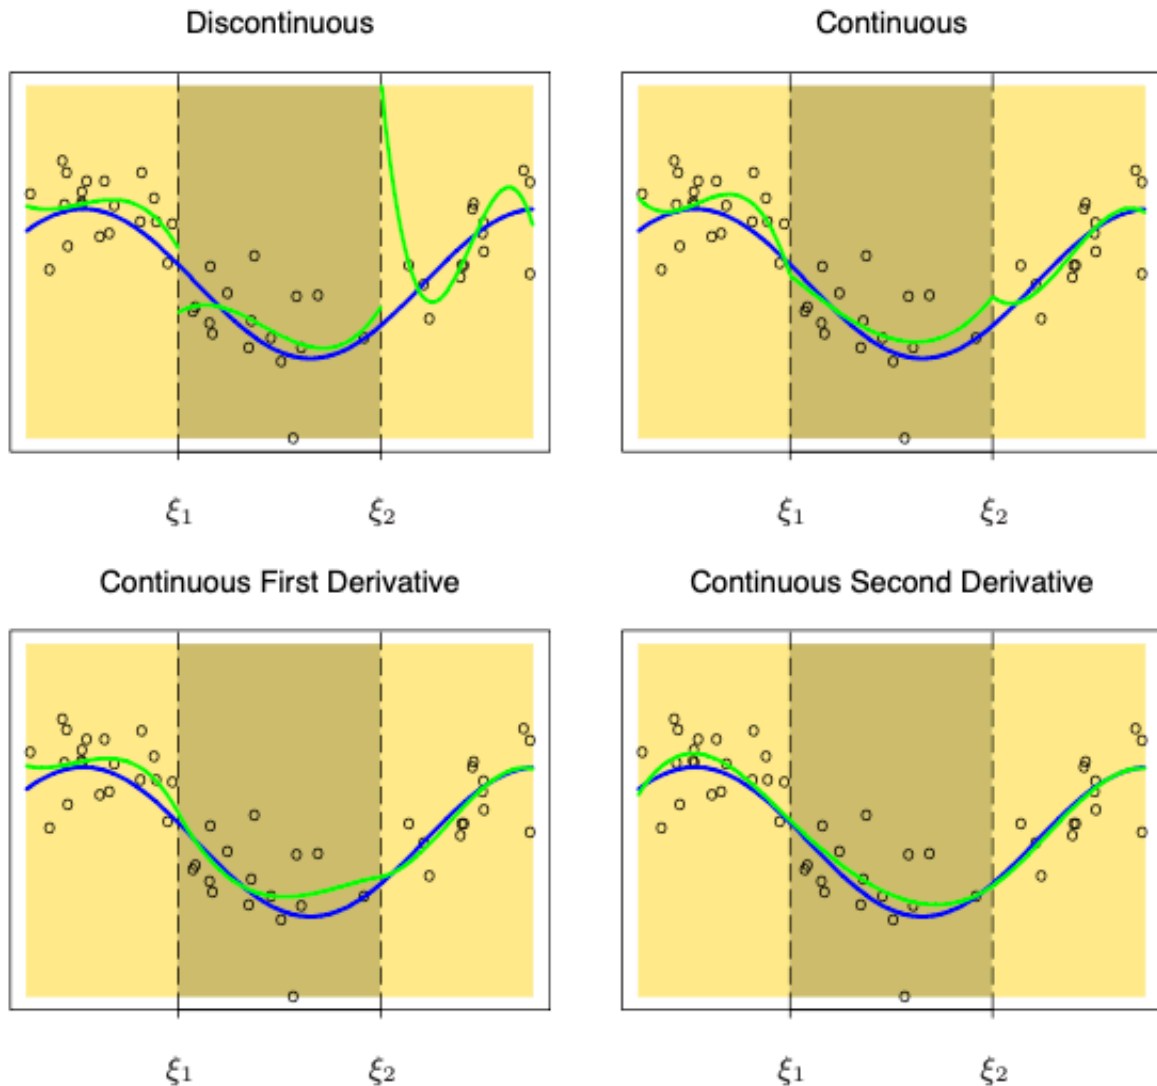 Discontinuous
Continuous
ξ1 ξ2
ξ1 ξ2
Continuous First Derivative
Continuous Second Derivative
ξ1 ξ2
ξ1 ξ2